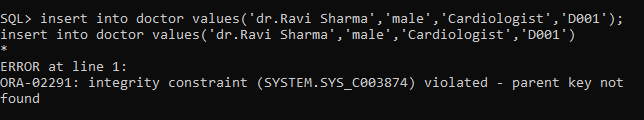 SQL> insert into doctor values('dr.Ravi Sharma','male','Cardiologist','D001');
insert into doctor values('dr.Ravi Sharma','male','Cardiologist','D001')
*
ERROR at line 1:
ORA-02291: integrity constraint (SYSTEM.SYS_C003874) violated - parent key not
found